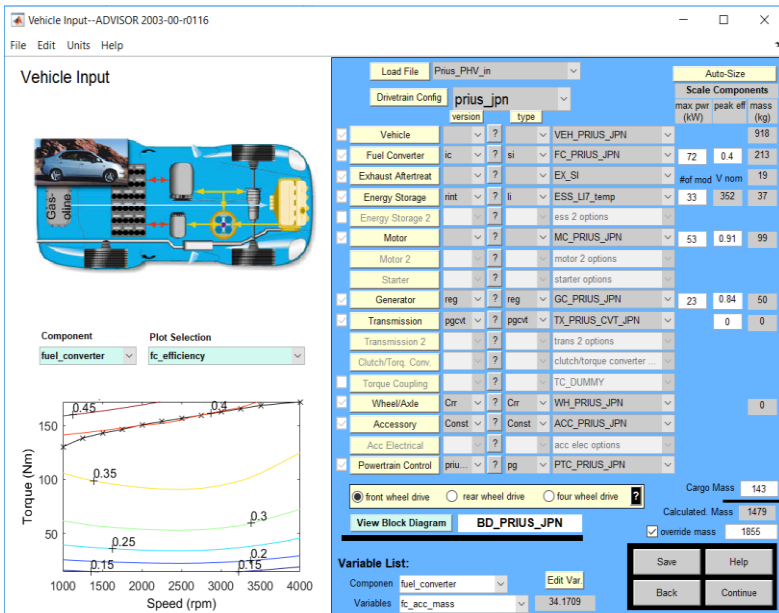 Vehicle Input--ADVISOR 2003-00-r0116
File Edit Units Help
Vehicle Input
Gas-
oline
Component Plot Selection
fuel_converter fc_efficiency
0.45 0.4
0.35
0.3
0.25
0.2
0.15 0.15
150
100
50
Torque (Nm)
1000 1500 2000 2500 3000 3500 4000
Speed (rpm)
Load File Prius_PHV_in Auto-Size
Drivetrain Config prius_jpn Scale Components
version type max pwr peak eff mass
(kW) (kg)
Vehicle ? VEH_PRIUS_JPN 918
Fuel Converter ic ? si FC_PRIUS_JPN 72 0.4 213
Exhaust Aftertreat ? EX_SI #of mod V nom 19
Energy Storage rint ? li ESS_LI7_temp 33 352 37
Energy Storage 2 ? ess 2 options
Motor ? MC_PRIUS_JPN 53 0.91 99
Motor 2 ? motor 2 options
Starter ? starter options
Generator reg ? reg GC_PRIUS_JPN 23 0.84 50
Transmission pgcvt ? pgcvt TX_PRIUS_CVT_JPN 0 0
Transmission 2 ? trans 2 options
Clutch/Torq. Conv. ? clutch/torque converter ...
Torque Coupling ? TC_DUMMY
Wheel/Axle Crr ? Crr WH_PRIUS_JPN 0
Accessory Const ? Const ACC_PRIUS_JPN
Acc Electrical ? acc elec options
Powertrain Control priu... ? pg PTC_PRIUS_JPN
front wheel drive rear wheel drive four wheel drive ?
Cargo Mass 143
Calculated. Mass 1479
View Block Diagram BD_PRIUS_JPN override mass 1855
Variable List:
Componen fuel_converter Edit Var.
Variables fc_acc_mass 34.1709
Save Help
Back Continue